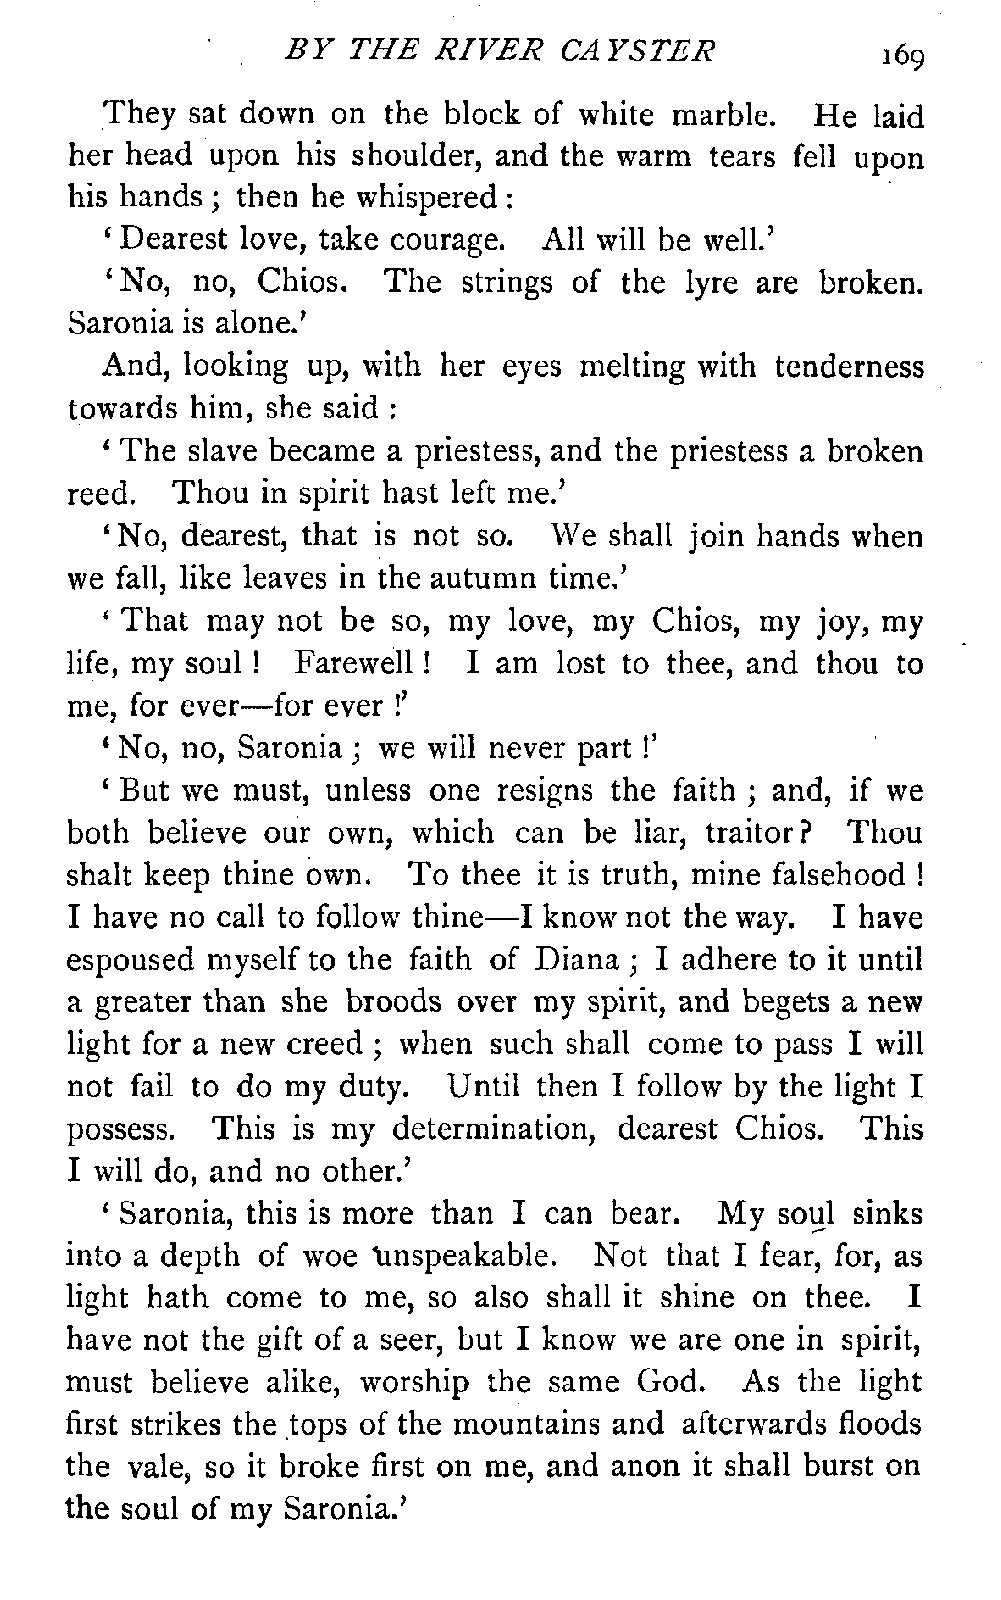 BY THE RIVER CAYSTER 169
They sat down on the block of white marble. He laid
her head upon his shoulder, and the warm tears fell upon
his hands ; then he whispered :
‘ Dearest love, take courage. All will be well.’
‘ No, no, Chios. The strings of the lyre are broken.
Saronia is alone.’
And, looking up, with her eyes melting with tenderness
towards him, she said :
‘ The slave became a priestess, and the priestess a broken
reed. Thou in spirit hast left me.’
‘ No, dearest, that is not so. We shall join hands when
we fall, like leaves in the autumn time.’
‘ That may not be so, my love, my Chios, my joy, my
life, my soul ! Farewell ! I am lost to thee, and thou to
me, for ever—for ever !’
‘ No, no, Saronia ; we will never part !’
‘ But we must, unless one resigns the faith ; and, if we
both believe our own, which can be liar, traitor? Thou
shalt keep thine own. To thee it is truth, mine falsehood !
I have no call to follow thine—I know not the way. I have
espoused myself to the faith of Diana ; I adhere to it until
a greater than she broods over my spirit, and begets a new
light for a new creed ; when such shall come to pass I will
not fail to do my duty. Until then I follow by the light I
possess. This is my determination, dearest Chios. This
I will do, and no other.’
‘ Saronia, this is more than I can bear. My soul sinks
into a depth of woe unspeakable. Not that I fear, for, as
light hath come to me, so also shall it shine on thee. I
have not the gift of a seer, but I know we are one in spirit,
must believe alike, worship the same God. As the light
first strikes the tops of the mountains and afterwards floods
the vale, so it broke first on me, and anon it shall burst on
the soul of my Saronia.’